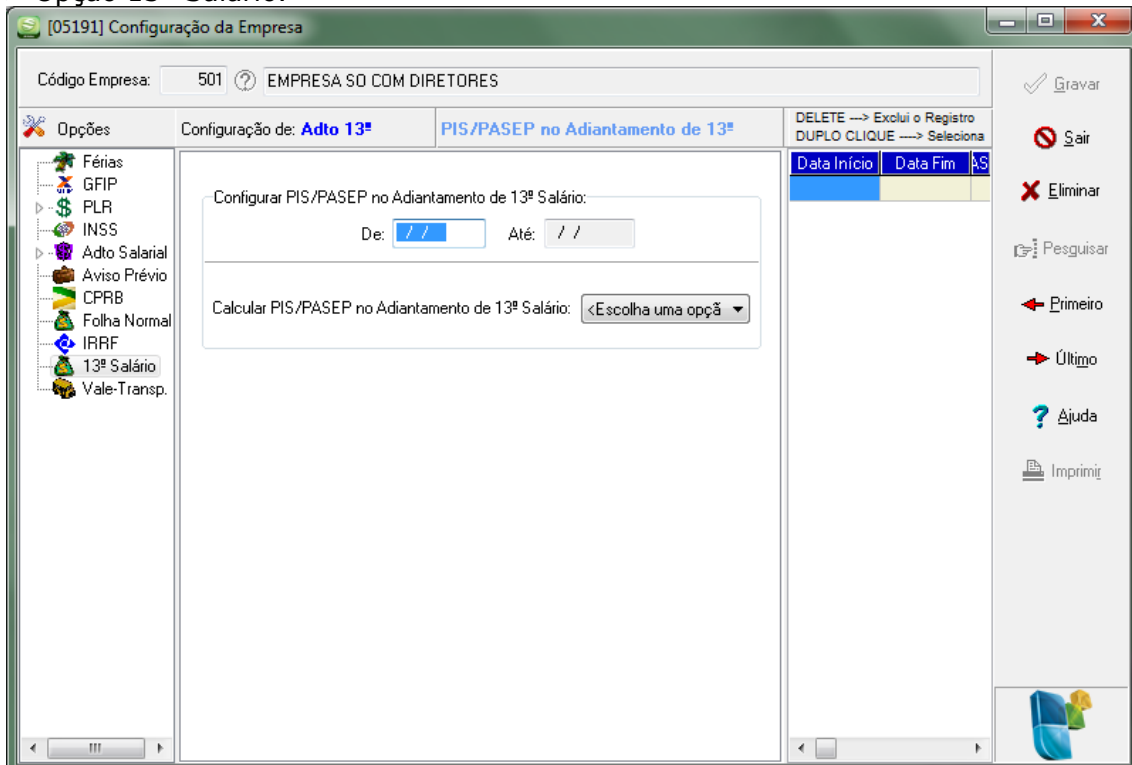 Opção 13º Salário:
[05191] Configuração da Empresa
Código Empresa: 501 EMPRESA SO COM DIRETORES
Opções
Configuração de: Adto 13º
PIS/PASEP no Adiantamento de 13º
DELETE ---> Exclui o Registro
DUPLO CLIQUE ----> Seleciona
Férias
GFIP
PLR
INSS
Adto Salarial
Aviso Prévio
CPRB
Folha Normal
IRRF
13º Salário
Vale-Transp.
Configurar PIS/PASEP no Adiantamento de 13º Salário:
De: / / Até: / /
Calcular PIS/PASEP no Adiantamento de 13º Salário: <Escolha uma opçã
Data Início Data Fim AS
Gravar
Sair
Eliminar
Pesquisar
Primeiro
Último
Ajuda
Imprimir